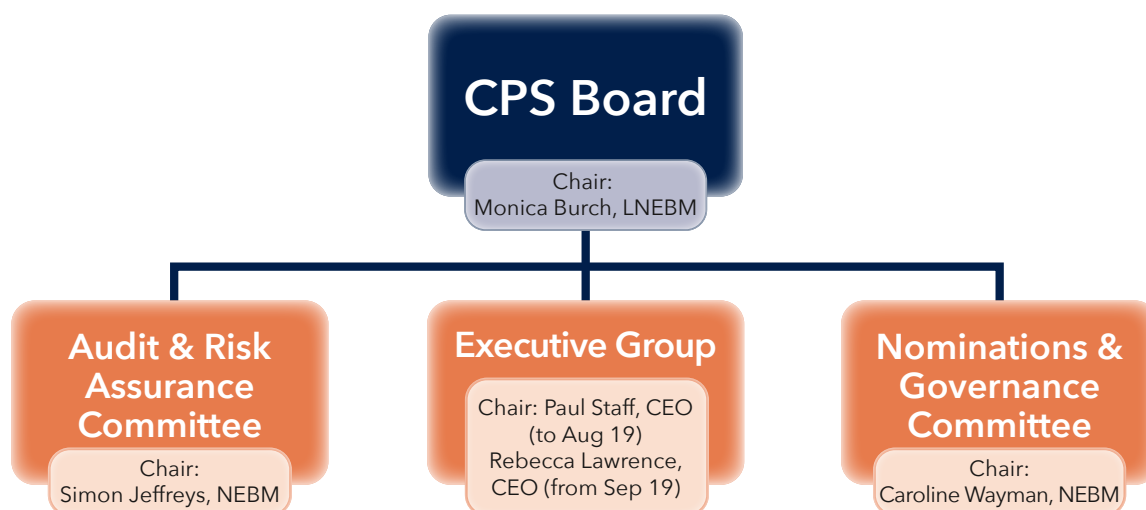 CPS Board
Chair:
Monica Burch, LNEBM
Audit & Risk
Assurance
Committee
Chair:
Simon Jeffreys, NEBM
Executive Group
Chair: Paul Staff, CEO
(to Aug 19)
Rebecca Lawrence,
CEO (from Sep 19)
Nominations &
Governance
Committee
Chair:
Caroline Wayman, NEBM